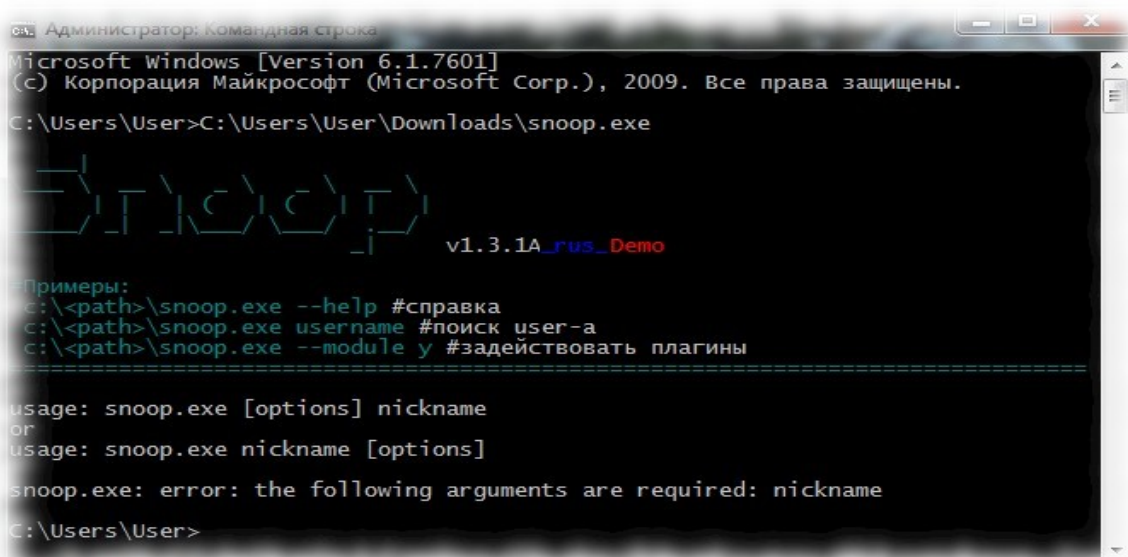 Администратор: Командная строка
Microsoft Windows [Version 6.1.7601]
(c) Корпорация Майкрософт (Microsoft Corp.), 2009. Все права защищены.
C:\Users\User>C:\Users\User\Downloads\snoop.exe
Snoop
v1.3.1A_rus_Demo
Примеры:
c:\<path>\snoop.exe --help #справка
c:\<path>\snoop.exe username #поиск user-а
c:\<path>\snoop.exe --module y #задействовать плагины
usage: snoop.exe [options] nickname
or
usage: snoop.exe nickname [options]
snoop.exe: error: the following arguments are required: nickname
C:\Users\User>